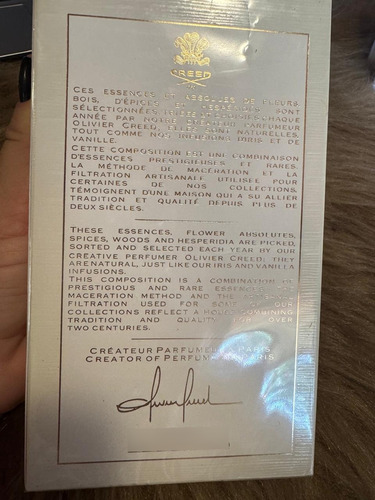 CREED
CES ESSENCES ET ABSOLUES DE FLEURS,
BOIS, D'ÉPICES ET HESPÉRIDÉS SONT
SÉLECTIONNÉES, TRIÉES ET CHAQUE
ANNÉE PAR NOTRE PARFUMEUR
OLIVIER CREED, ELLES SONT NATURELLES,
TOUT COMME NOS INFUSIONS D'IRIS ET DE
VANILLE.
CETTE COMPOSITION EST UNE COMBINAISON
D'ESSENCES PRESTIGIEUSES ET RARES.
LA MÉTHODE DE MACÉRATION ET LA
FILTRATION ARTISANALE UTILISÉE POUR
CERTAINES DE NOS COLLECTIONS,
TÉMOIGNENT D'UNE MAISON QUI A SU ALLIER
TRADITION ET QUALITÉ DEPUIS PLUS DE
DEUX SIÈCLES.
THESE ESSENCES, FLOWER ABSOLUTES,
SPICES, WOODS AND HESPERIDIA ARE PICKED,
SORTED AND SELECTED EACH YEAR BY OUR
CREATIVE PERFUMER OLIVIER CREED; THEY
ARENATURAL, JUST LIKE OUR IRIS AND VANILLA
INFUSIONS.
THIS COMPOSITION IS A COMBINATION OF
PRESTIGIOUS AND RARE ESSENCES. THE
MACERATION METHOD AND THE
FILTRATION USED FOR SOME OF OUR
COLLECTIONS REFLECT A COMBINING
TRADITION AND QUALITY FOR OVER
TWO CENTURIES.
CRÉATEUR PARFUMEUR À PARIS
CREATOR OF PERFUMES PARIS